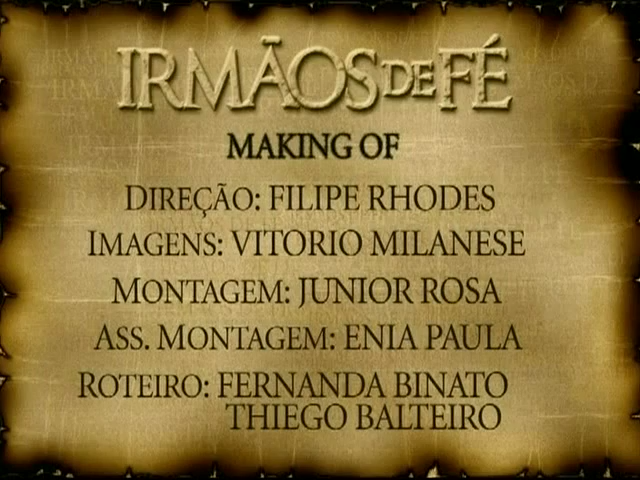 IRMÃOS DE FÉ
MAKING OF
DIREÇÃO: FILIPE RHODES
IMAGENS: VITORIO MILANESE
MONTAGEM: JUNIOR ROSA
ASS. MONTAGEM: ENIA PAULA
ROTEIRO: FERNANDA BINATO
THIEGO BALTEIRO